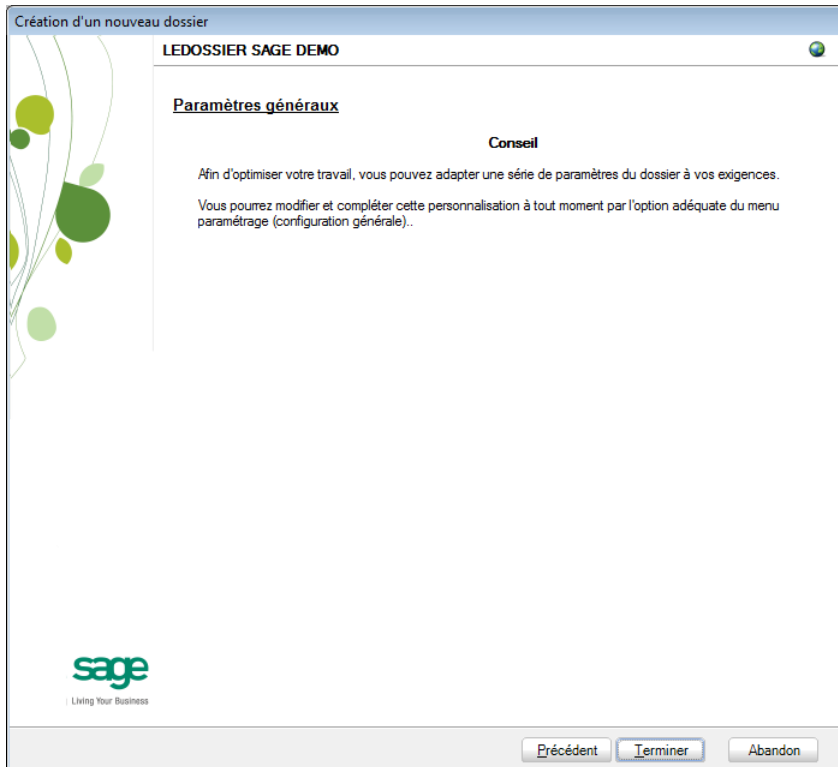 Création d'un nouveau dossier
LEDOSSIER SAGE DEMO
Paramètres généraux
Conseil
Afin d'optimiser votre travail, vous pouvez adapter une série de paramètres du dossier à vos exigences.
Vous pourrez modifier et compléter cette personnalisation à tout moment par l'option adéquate du menu
paramétrage (configuration générale)..
sage
Living Your Business
Précédent
Terminer
Abandon